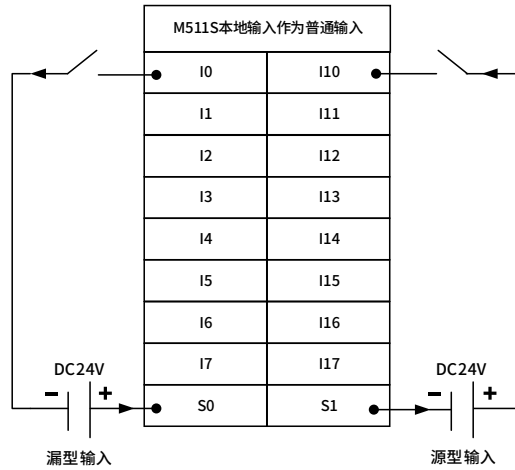 M511S本地输入作为普通输入
I0 I10
I1 I11
I2 I12
I3 I13
I4 I14
I5 I15
I6 I16
I7 I17
S0 S1
DC24V
- +
漏型输入
DC24V
- +
源型输入